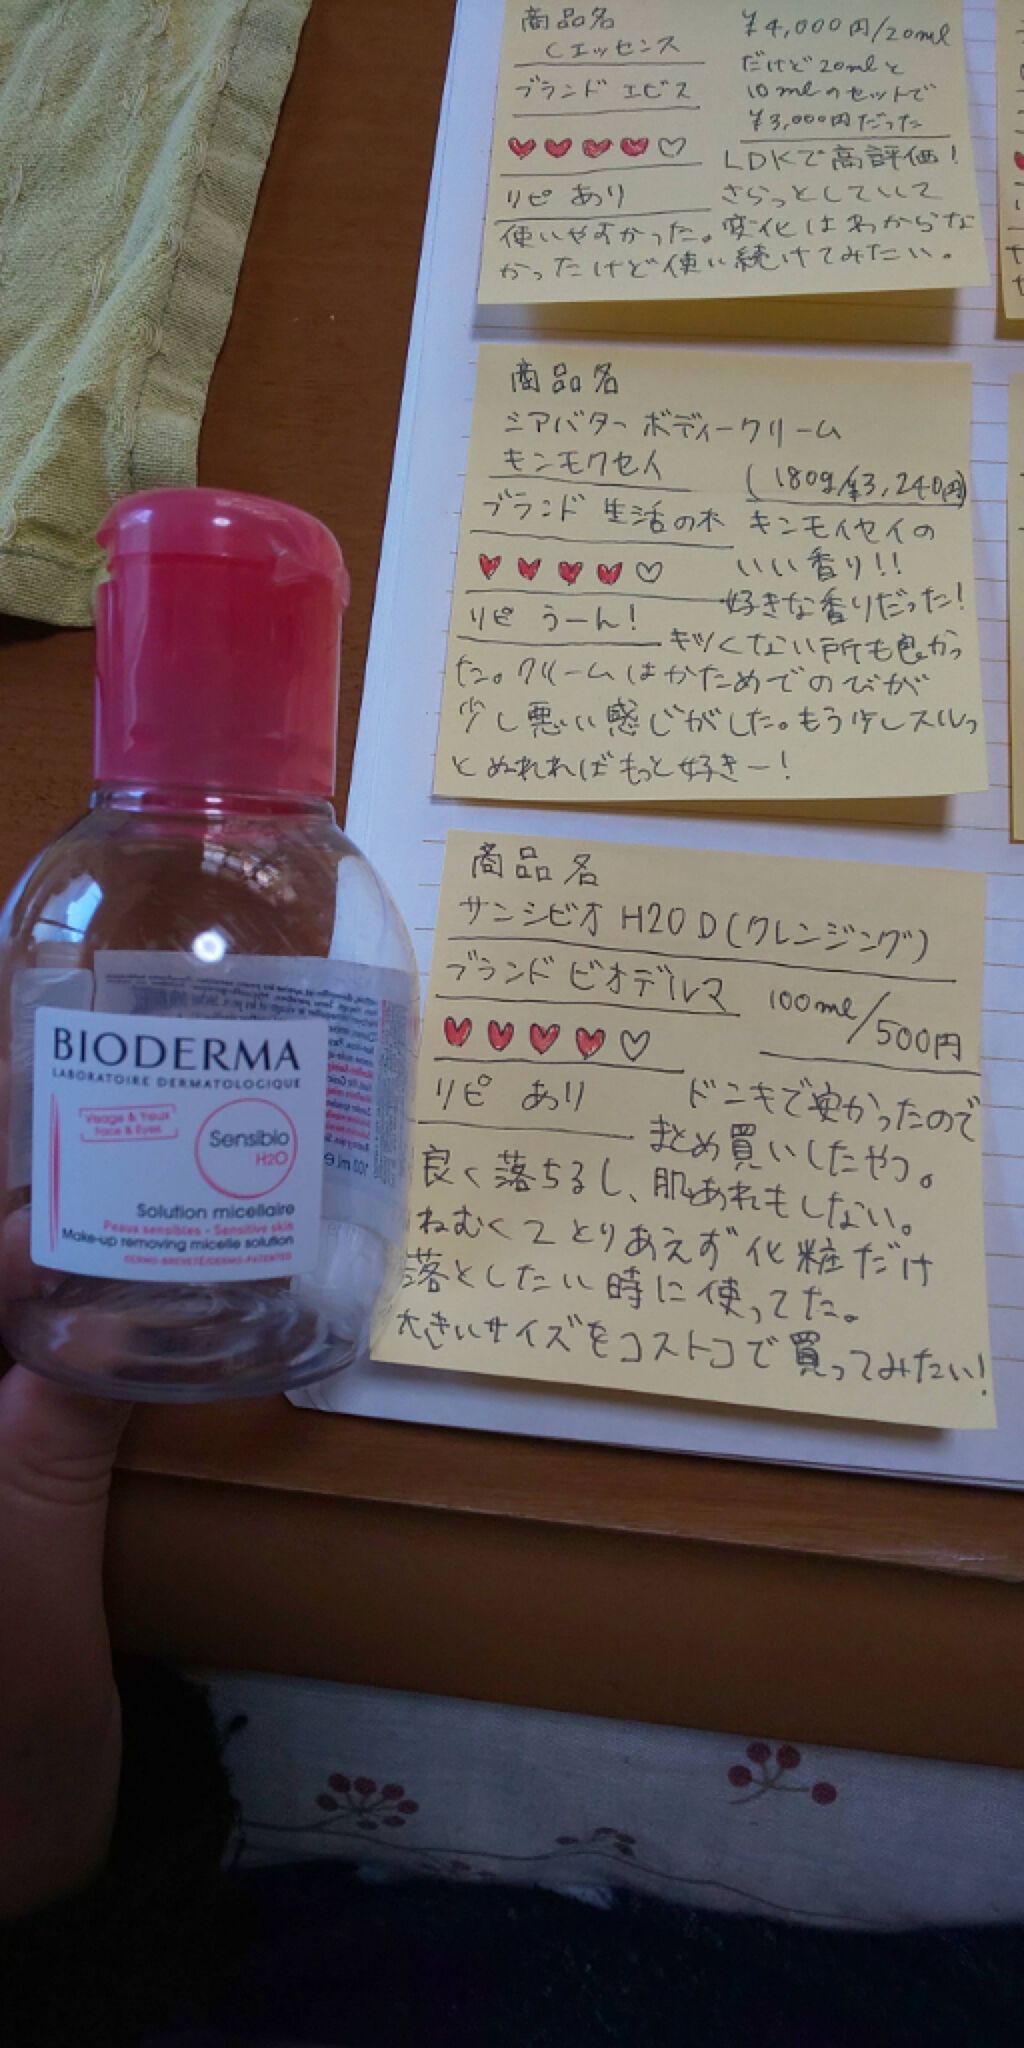 商品名
Cエッセンス
ブランド エビス
リピ あり
¥4,000円/20ml
だけど20mlと
10mlのセットで
¥3,000円だった
LDKで高評価!
さらっとしていして
使いやすかった。変化はわからな
かったけど使い続けてみたい。
商品名
シアバターボディークリーム
キンモクセイ
(180g/¥3,240円)
ブランド 生活の木
キンモイセイの
いい香り!!
リピ うーん!
好きな香りだった!
キツくない所も良かっ
た。クリームはかためでのびが
少し悪い感じがした。もう少しスルっ
とぬれればもっと好きー!
商品名
サンシビオ H2O D(クレンジング)
ブランド ビオデルマ
100ml/500円
リピ あり
ドンキで安かったので
まとめ買いしたやつ。
良く落ちるし、肌あれもしない。
ねむくてとりあえず化粧だけ
落としたい時に使ってた。
大きいサイズをコストコで買ってみたい!
BIODERMA
LABORATOIRE DERMATOLOGIQUE
Visage & Yeux
Face & Eyes
Sensibio
H2O
Solution micellaire
Peaux sensibles - Sensitive skin
Make-up removing micelle solution
DERMO-BREVETÉ/DERMO-PATENTED
100 ml e